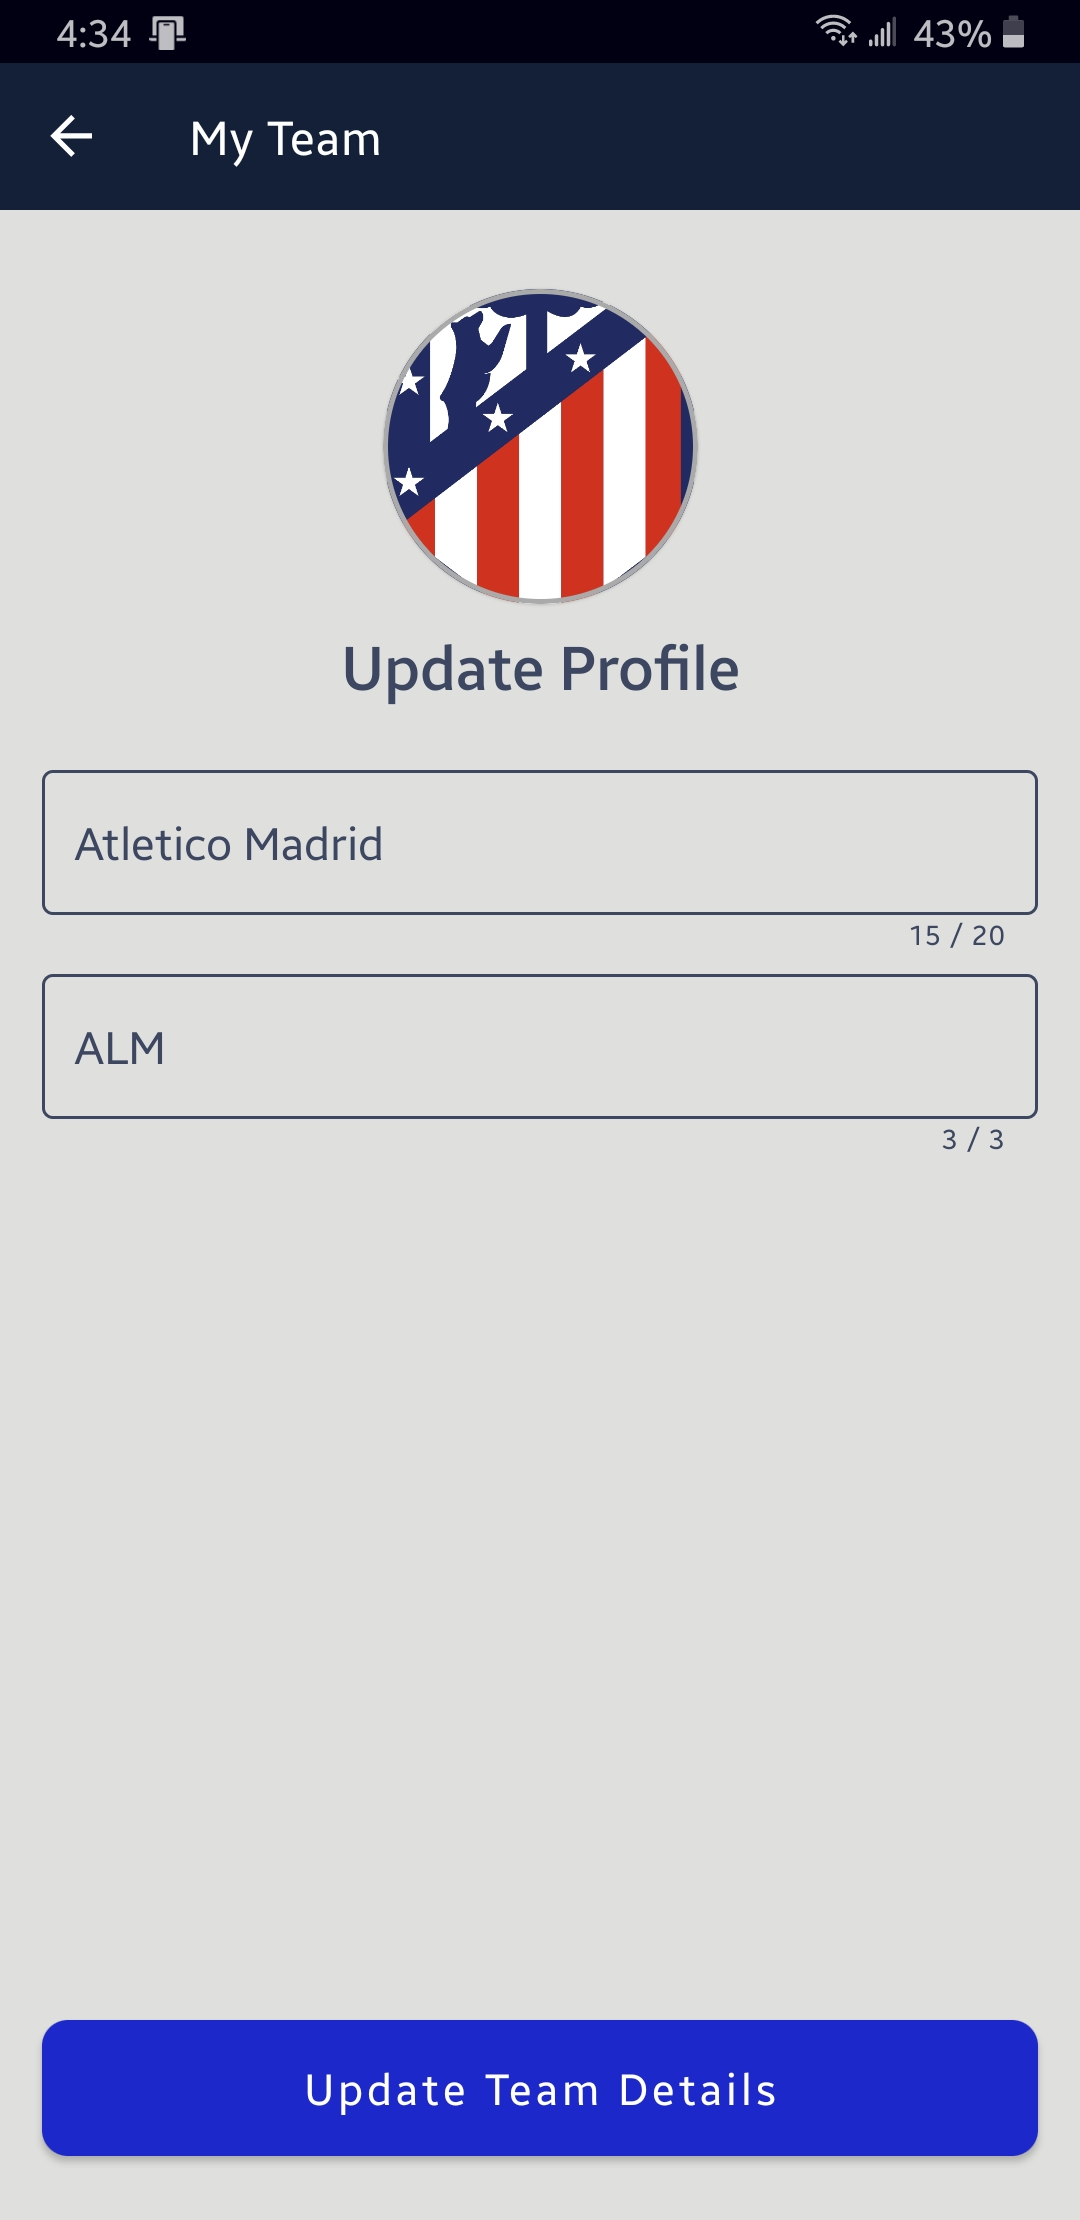 4:34 43%
My Team
Update Profile
Atletico Madrid
15 / 20
ALM
3 / 3
Update Team Details